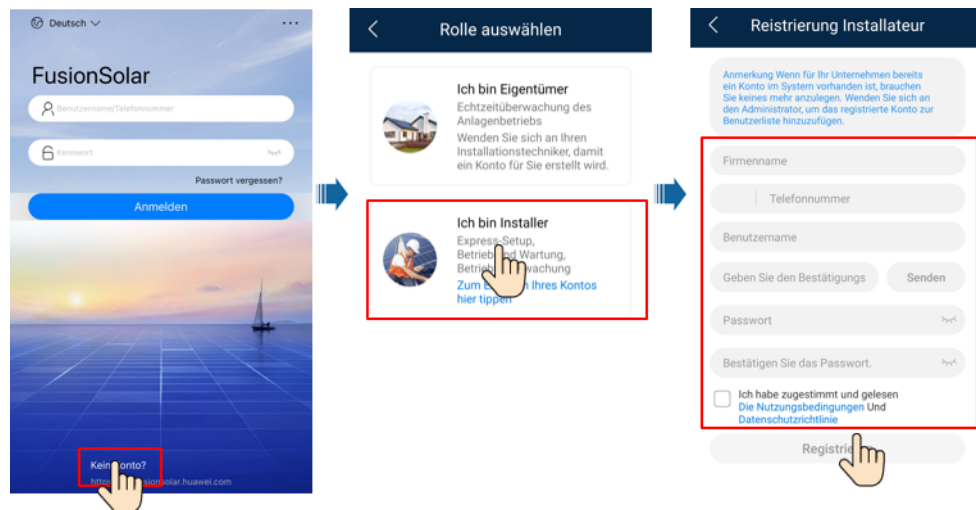 Deutsch
FusionSolar
Benutzername/Telefonnummer
Kennwort
Passwort vergessen?
Anmelden
Kein
Rolle auswählen
Ich bin Eigentümer
Echtzeitüberwachung des
Anlagenbetriebs
Wenden Sie sich an Ihren
Installationstechniker, damit
ein Konto für Sie erstellt wird.
Ich bin Installer
Express-Setup,
Wartung,
Zum Ihres Kontos
hier tippen
Reistrierung Installateur
Anmerkung Wenn für Ihr Unternehmen bereits
ein Konto im System vorhanden ist, brauchen
Sie keines mehr anzulegen. Wenden Sie sich an
den Administrator, um das registrierte Konto zur
Benutzerliste hinzuzufügen.
Firmenname
Telefonnummer
Benutzername
Geben Sie den Bestätigungs Senden
Passwort
Bestätigen Sie das Passwort.
Ich habe zugestimmt und gelesen
Die Nutzungsbedingungen Und
Datenschutzrichtlinie